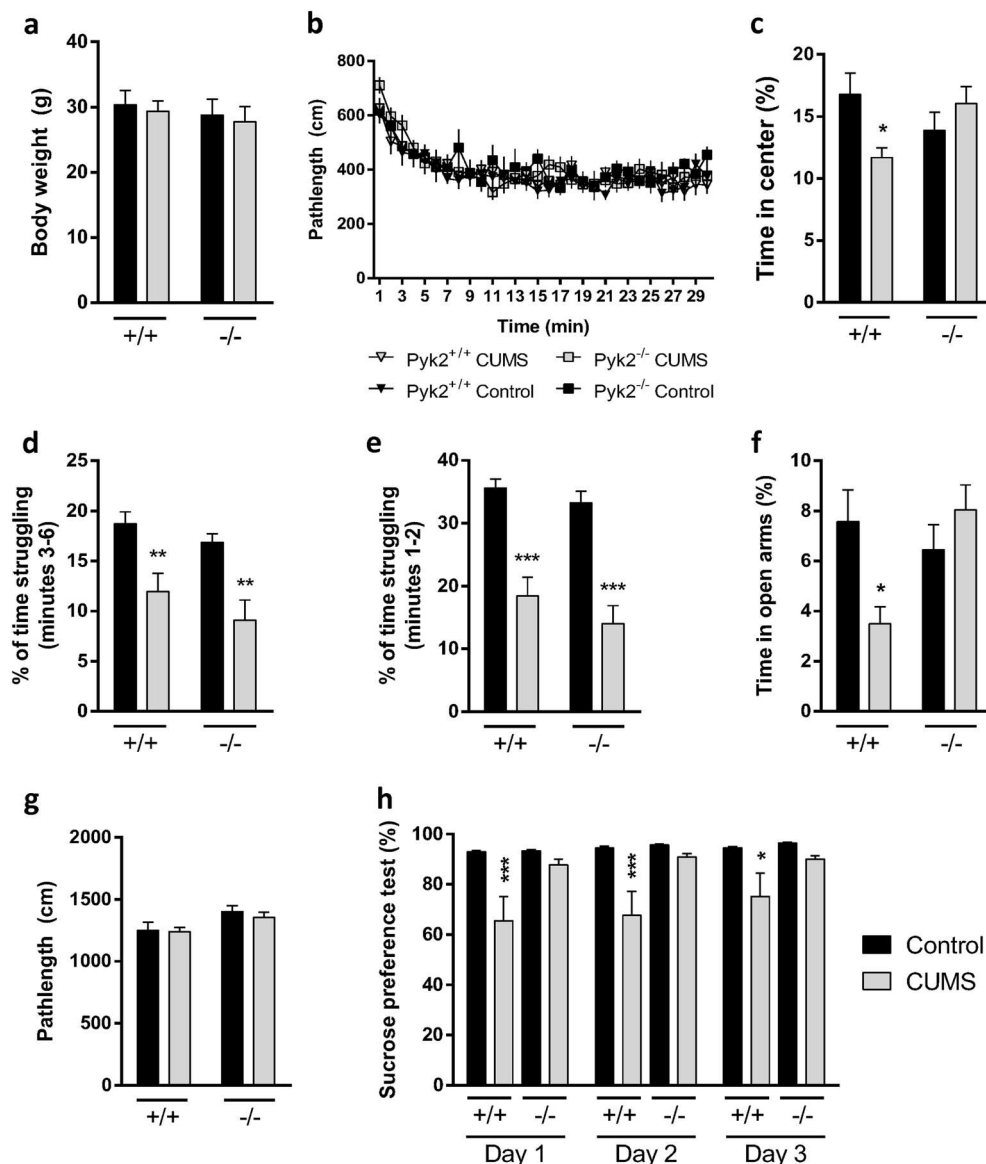 a
Body weight (g)
40
30
20
10
0
+/+
-/-
b
Pathlength (cm)
800
600
400
200
0
1 3 5 7 9 11 13 15 17 19 21 23 25 27 29
Time (min)
Pyk2+/+ CUMS
Pyk2-/- CUMS
Pyk2+/+ Control
Pyk2-/- Control
c
Time in center (%)
20
15
10
5
0
*
+/+
-/-
d
% of time struggling
(minutes 3-6)
25
20
15
10
5
0
**
**
+/+
-/-
e
% of time struggling
(minutes 1-2)
40
30
20
10
0
***
***
+/+
-/-
f
Time in open arms (%)
10
8
6
4
2
0
*
+/+
-/-
g
Pathlength (cm)
2000
1500
1000
500
0
+/+
-/-
h
Sucrose preference test (%)
100
80
60
40
20
0
***
***
*
+/+ -/- +/+ -/- +/+ -/-
Day 1 Day 2 Day 3
Control
CUMS